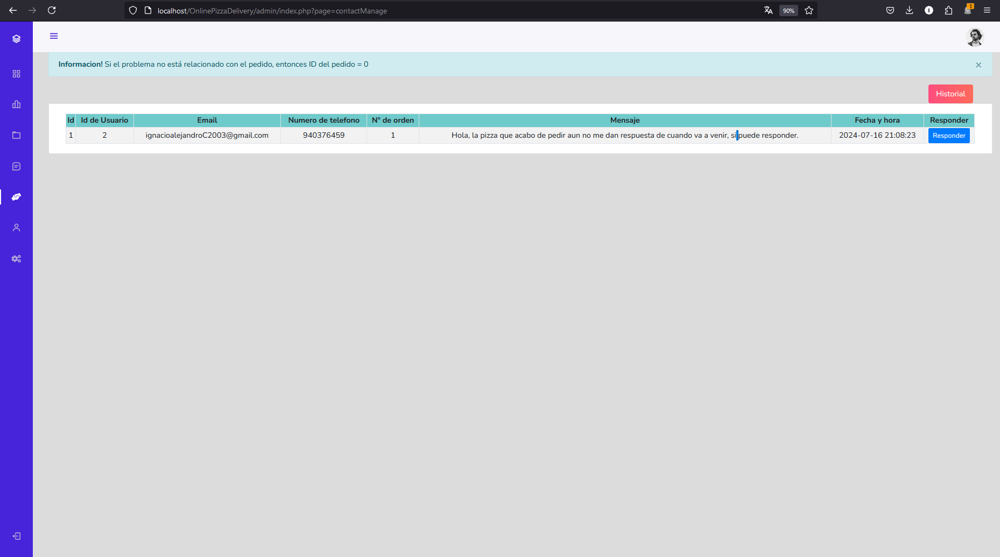 localhost/OnlinePizzaDelivery/admin/index.php?page=contactManage 90%
Informacion! Si el problema no está relacionado con el pedido, entonces ID del pedido = 0
Historial
Id Id de Usuario Email Numero de telefono N° de orden Mensaje Fecha y hora Responder
1 2 ignacioalejandroC2003@gmail.com 940376459 1 Hola, la pizza que acabo de pedir aun no me dan respuesta de cuando va a venir, si puede responder. 2024-07-16 21:08:23 Responder